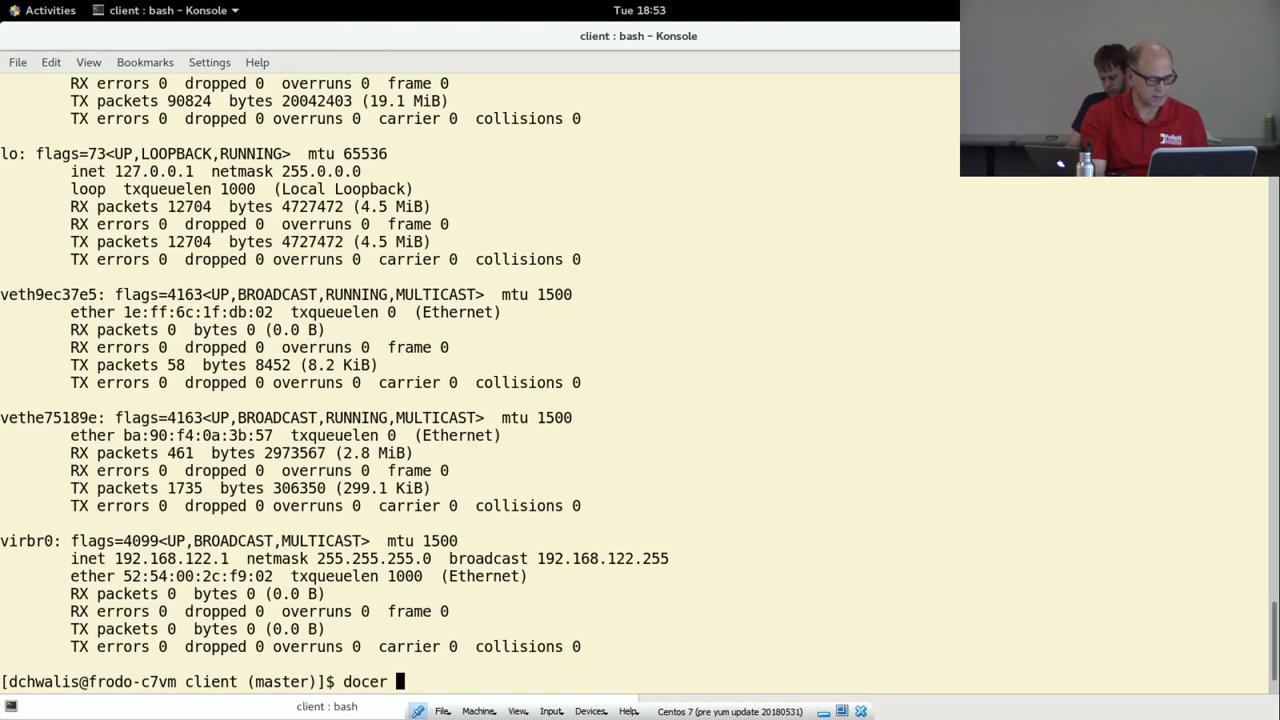 Activities client : bash – Konsole Tue 18:53
client : bash – Konsole
File Edit View Bookmarks Settings Help
RX errors 0 dropped 0 overruns 0 frame 0
TX packets 90824 bytes 20042403 (19.1 MiB)
TX errors 0 dropped 0 overruns 0 carrier 0 collisions 0
lo: flags=73<UP,LOOPBACK,RUNNING> mtu 65536
inet 127.0.0.1 netmask 255.0.0.0
loop txqueuelen 1000 (Local Loopback)
RX packets 12704 bytes 4727472 (4.5 MiB)
RX errors 0 dropped 0 overruns 0 frame 0
TX packets 12704 bytes 4727472 (4.5 MiB)
TX errors 0 dropped 0 overruns 0 carrier 0 collisions 0
veth9ec37e5: flags=4163<UP,BROADCAST,RUNNING,MULTICAST> mtu 1500
ether 1e:ff:6c:1f:db:02 txqueuelen 0 (Ethernet)
RX packets 0 bytes 0 (0.0 B)
RX errors 0 dropped 0 overruns 0 frame 0
TX packets 58 bytes 8452 (8.2 KiB)
TX errors 0 dropped 0 overruns 0 carrier 0 collisions 0
vethe75189e: flags=4163<UP,BROADCAST,RUNNING,MULTICAST> mtu 1500
ether ba:90:f4:0a:3b:57 txqueuelen 0 (Ethernet)
RX packets 461 bytes 2973567 (2.8 MiB)
RX errors 0 dropped 0 overruns 0 frame 0
TX packets 1735 bytes 306350 (299.1 KiB)
TX errors 0 dropped 0 overruns 0 carrier 0 collisions 0
virbr0: flags=4099<UP,BROADCAST,MULTICAST> mtu 1500
inet 192.168.122.1 netmask 255.255.255.0 broadcast 192.168.122.255
ether 52:54:00:2c:f9:02 txqueuelen 1000 (Ethernet)
RX packets 0 bytes 0 (0.0 B)
RX errors 0 dropped 0 overruns 0 frame 0
TX packets 0 bytes 0 (0.0 B)
TX errors 0 dropped 0 overruns 0 carrier 0 collisions 0
[dchwalis@frodo-c7vm client (master)]$ docer
client : bash – Konsole
File Machine View Input Devices Help Centos 7 (pre yum update 20180531)